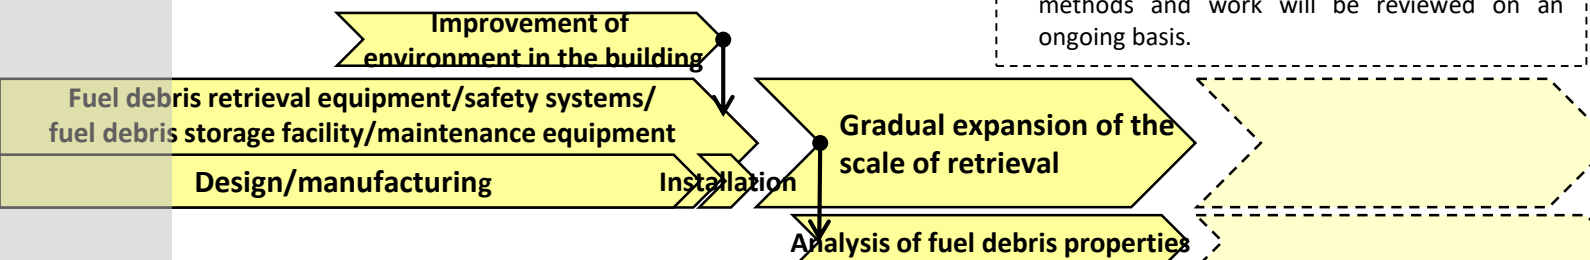 methods and work will be reviewed on an
ongoing basis.
Improvement of
environment in the building
Fuel debris retrieval equipment/safety systems/
fuel debris storage facility/maintenance equipment
Design/manufacturing
Installation
Gradual expansion of the
scale of retrieval
Analysis of fuel debris properties